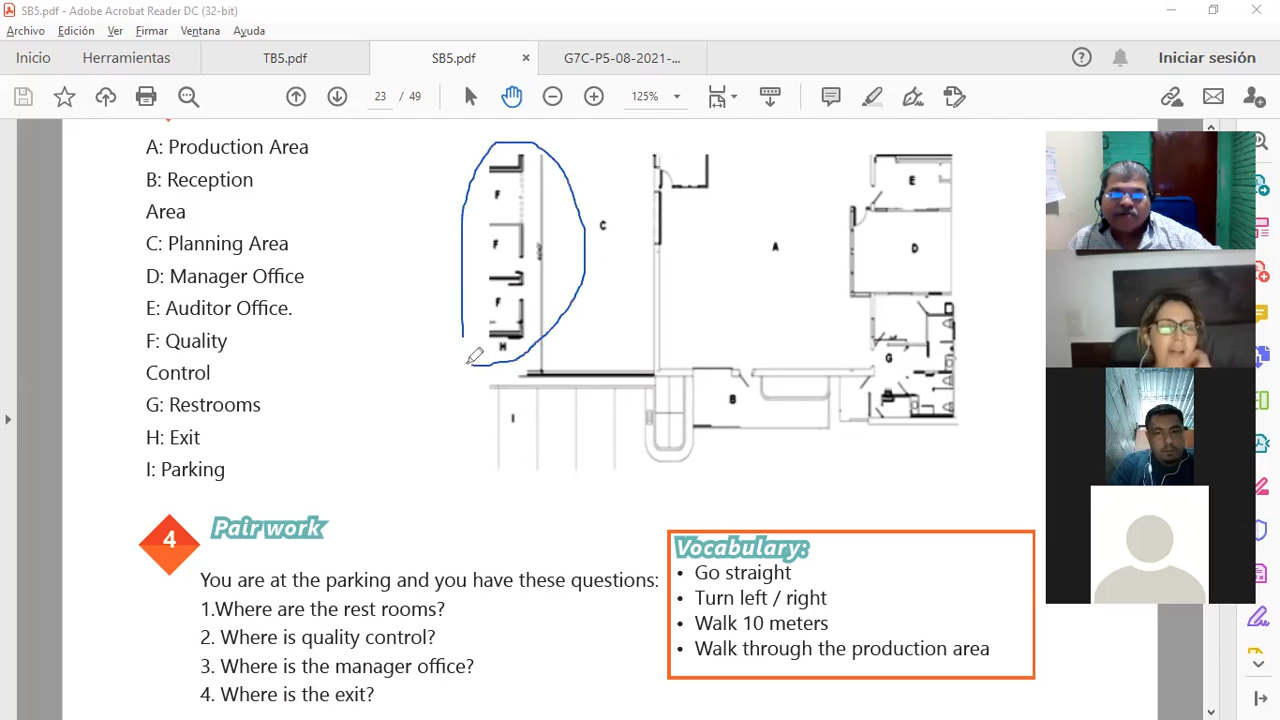 SB5.pdf - Adobe Acrobat Reader DC (32-bit)
Archivo Edición Ver Firmar Ventana Ayuda
Inicio Herramientas TB5.pdf SB5.pdf × G7C-P5-08-2021-... Iniciar sesión
23 / 49 125%
A: Production Area
B: Reception
Area
C: Planning Area
D: Manager Office
E: Auditor Office.
F: Quality
Control
G: Restrooms
H: Exit
I: Parking
F
F
F
H
C
A
E
D
G
B
I
4 Pair work
You are at the parking and you have these questions:
1.Where are the rest rooms?
2. Where is quality control?
3. Where is the manager office?
4. Where is the exit?
Vocabulary:
• Go straight
• Turn left / right
• Walk 10 meters
• Walk through the production area